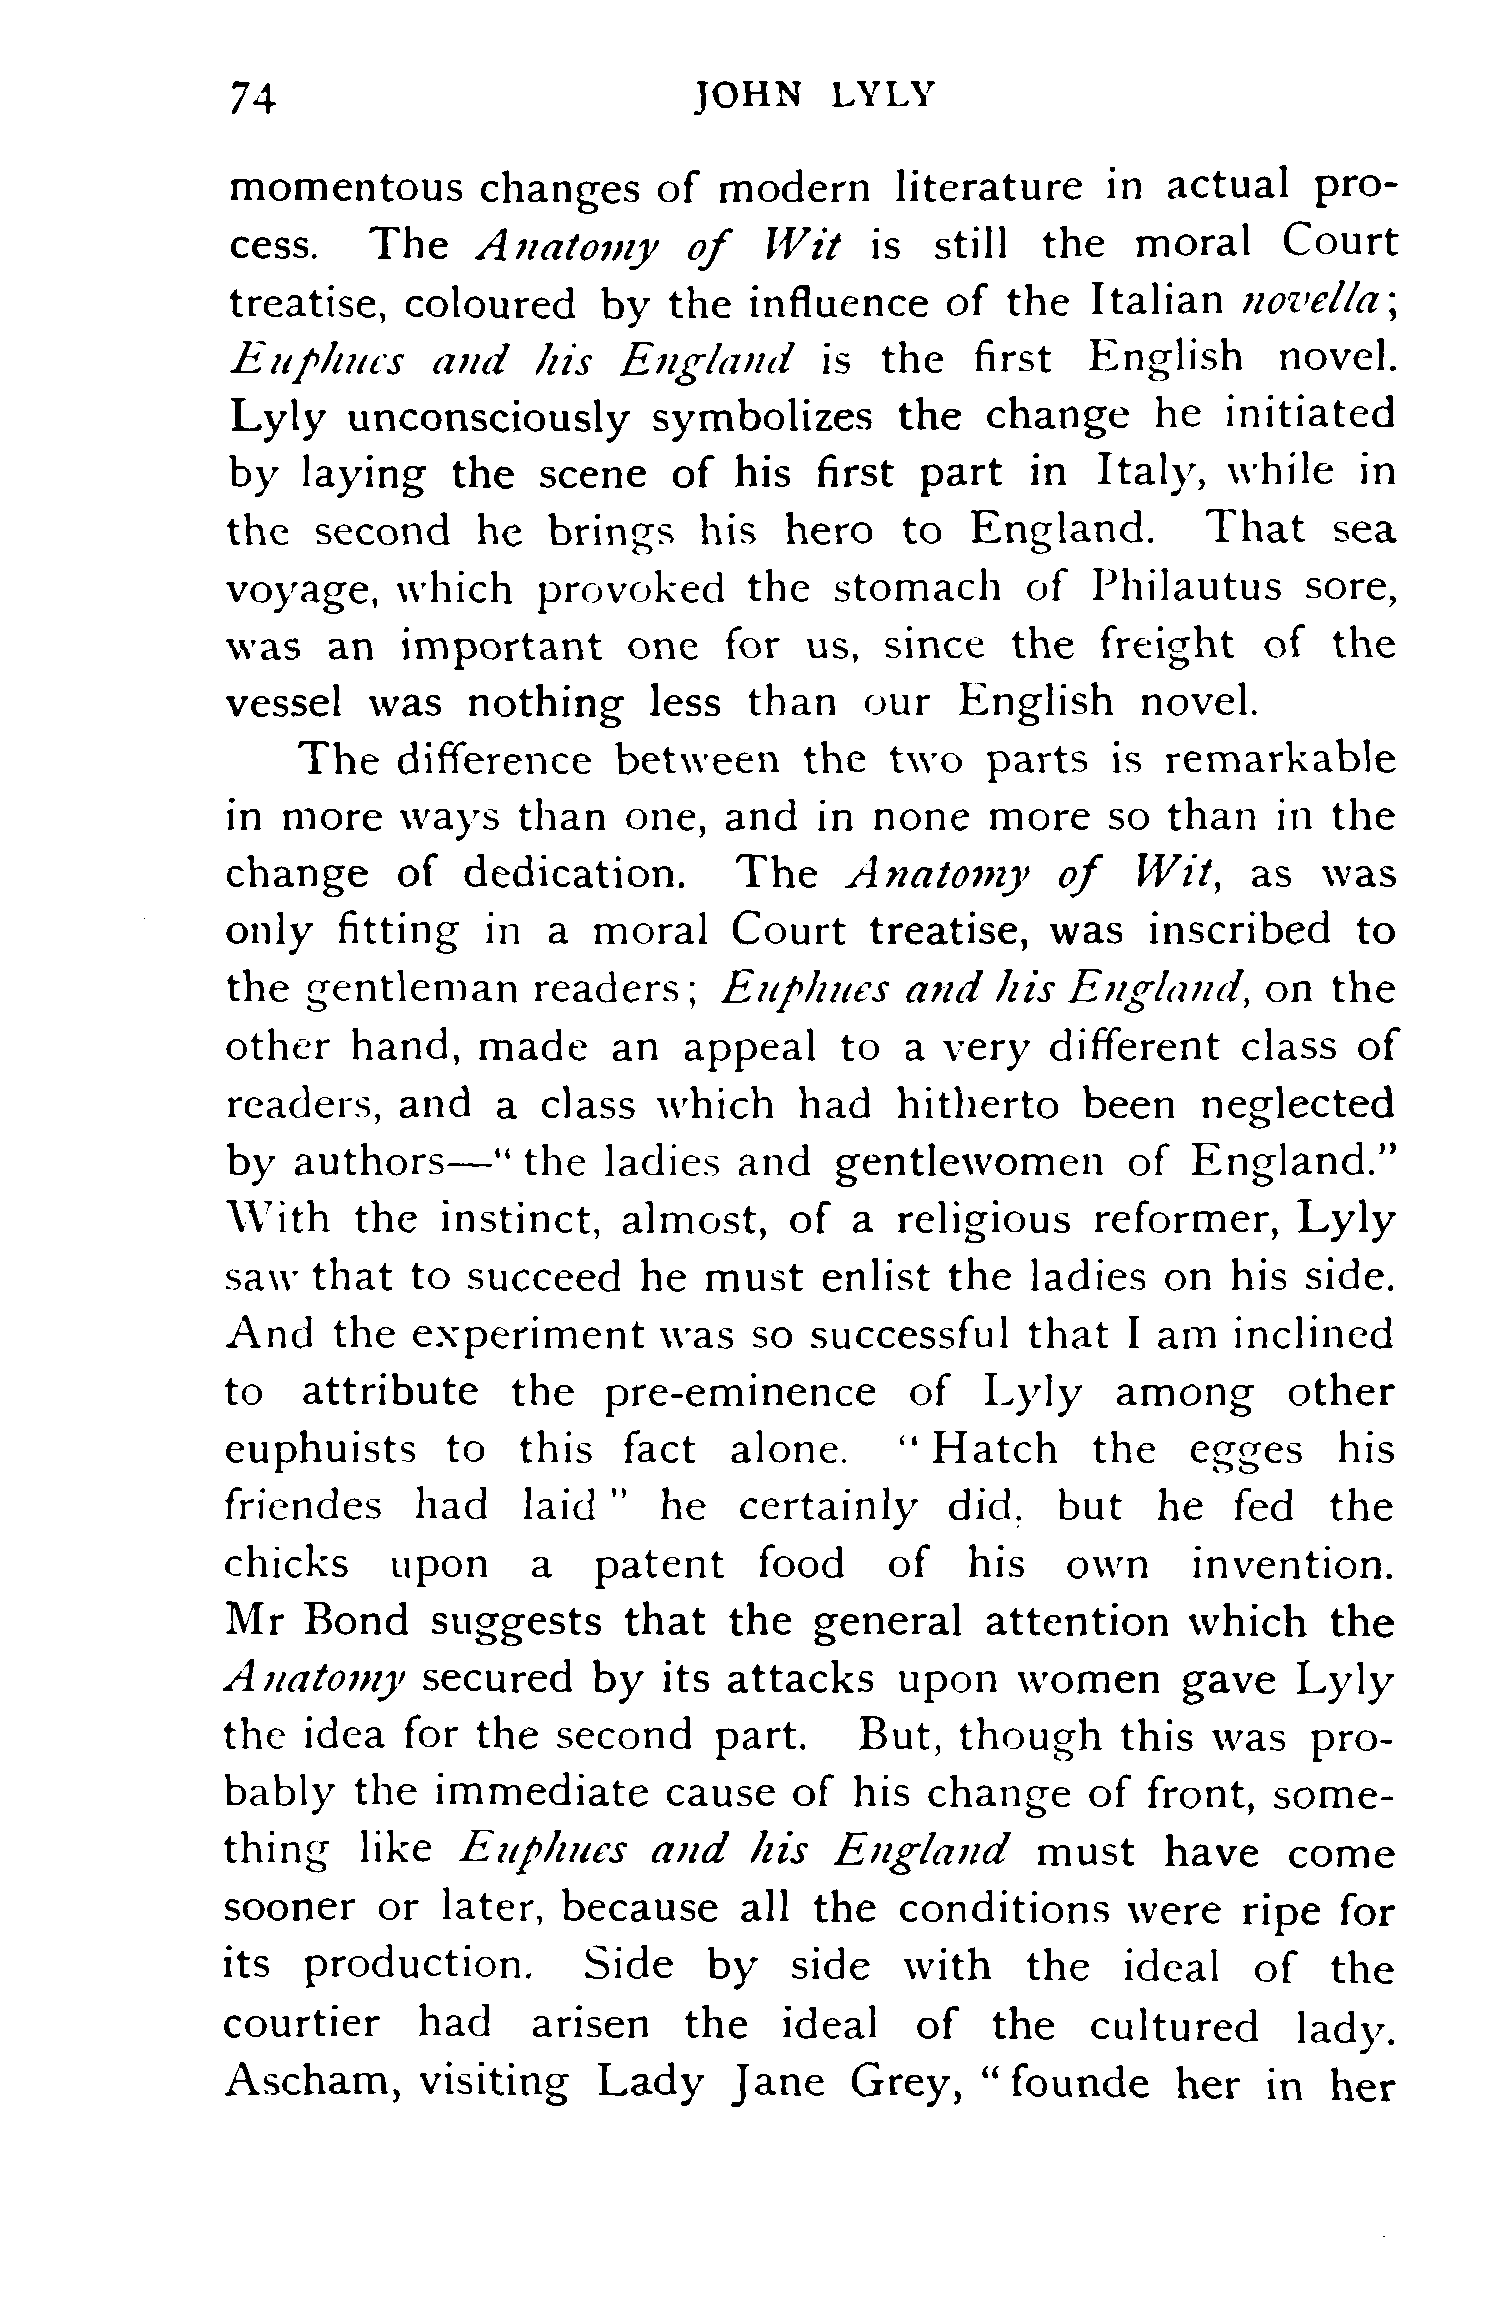 74 JOHN LYLY
momentous changes of modern literature in actual pro-
cess. The Anatomy of Wit is still the moral Court
treatise, coloured by the influence of the Italian novella;
Euphues and his England is the first English novel.
Lyly unconsciously symbolizes the change he initiated
by laying the scene of his first part in Italy, while in
the second he brings his hero to England. That sea
voyage, which provoked the stomach of Philautus sore,
was an important one for us, since the freight of the
vessel was nothing less than our English novel.
The difference between the two parts is remarkable
in more ways than one, and in none more so than in the
change of dedication. The Anatomy of Wit, as was
only fitting in a moral Court treatise, was inscribed to
the gentleman readers; Euphues and his England, on the
other hand, made an appeal to a very different class of
readers, and a class which had hitherto been neglected
by authors—"the ladies and gentlewomen of England."
With the instinct, almost, of a religious reformer, Lyly
saw that to succeed he must enlist the ladies on his side.
And the experiment was so successful that I am inclined
to attribute the pre-eminence of Lyly among other
euphuists to this fact alone. "Hatch the egges his
friendes had laid" he certainly did, but he fed the
chicks upon a patent food of his own invention.
Mr Bond suggests that the general attention which the
Anatomy secured by its attacks upon women gave Lyly
the idea for the second part. But, though this was pro-
bably the immediate cause of his change of front, some-
thing like Euphues and his England must have come
sooner or later, because all the conditions were ripe for
its production. Side by side with the ideal of the
courtier had arisen the ideal of the cultured lady.
Ascham, visiting Lady Jane Grey, "founde her in her